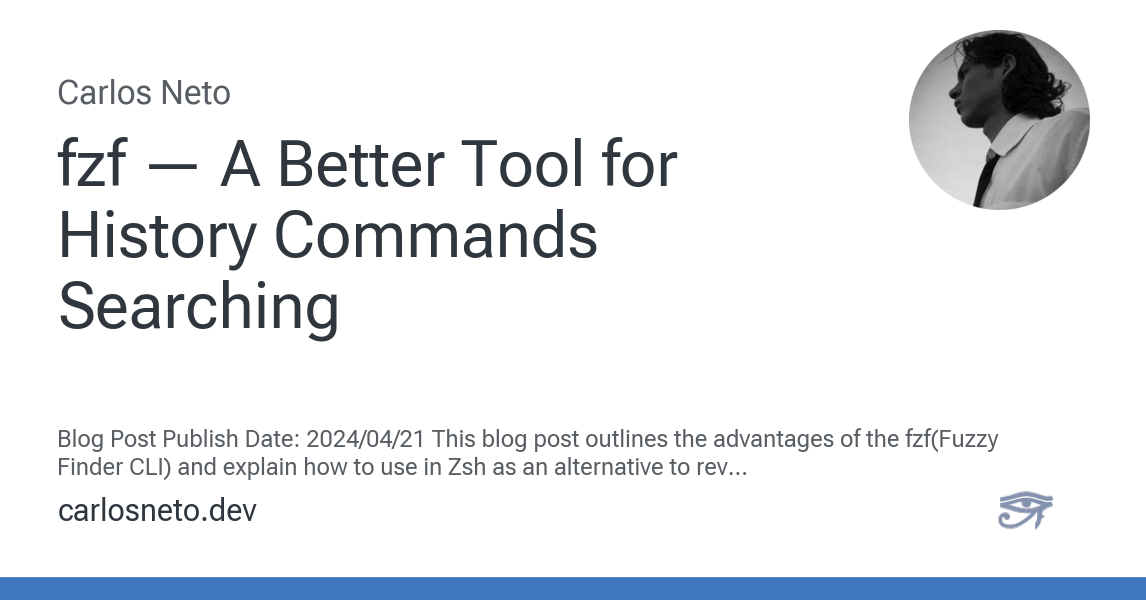 Carlos Neto
fzf — A Better Tool for
History Commands
Searching
Blog Post Publish Date: 2024/04/21 This blog post outlines the advantages of the fzf(Fuzzy
Finder CLI) and explain how to use in Zsh as an alternative to rev...
carlosneto.dev